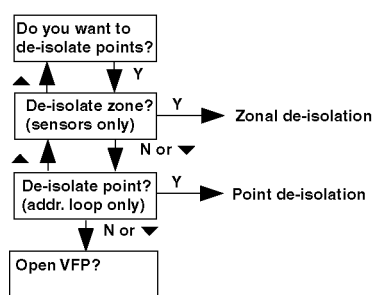 Do you want to
de-isolate points?
Y
De-isolate zone?
(sensors only)
Y
Zonal de-isolation
N or
De-isolate point?
(addr. loop only)
Y
Point de-isolation
N or
Open VFP?